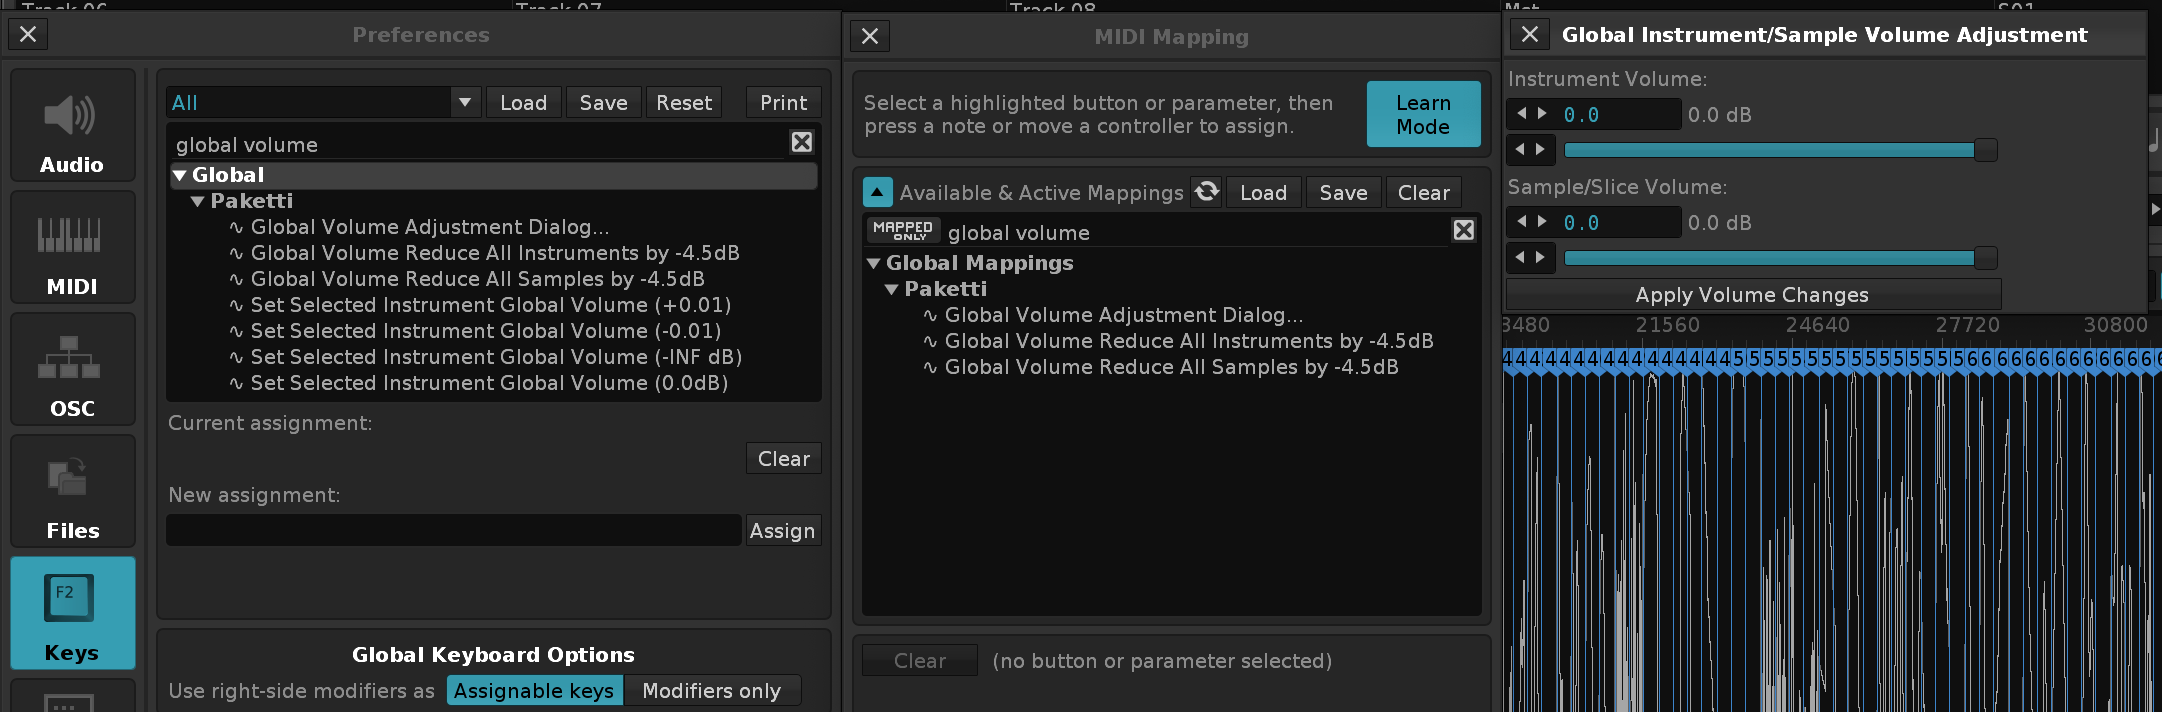 Track 06
Track 07
Track 08
Mst
S01
Preferences
Audio
MIDI
OSC
Files
F2
Keys
All
Load
Save
Reset
Print
global volume
Global
Paketti
Global Volume Adjustment Dialog...
Global Volume Reduce All Instruments by -4.5dB
Global Volume Reduce All Samples by -4.5dB
Set Selected Instrument Global Volume (+0.01)
Set Selected Instrument Global Volume (-0.01)
Set Selected Instrument Global Volume (-INF dB)
Set Selected Instrument Global Volume (0.0dB)
Current assignment:
Clear
New assignment:
Assign
Global Keyboard Options
Use right-side modifiers as
Assignable keys
Modifiers only
MIDI Mapping
Select a highlighted button or parameter, then
press a note or move a controller to assign.
Learn
Mode
Available & Active Mappings
Load
Save
Clear
MAPPED
ONLY
global volume
Global Mappings
Paketti
Global Volume Adjustment Dialog...
Global Volume Reduce All Instruments by -4.5dB
Global Volume Reduce All Samples by -4.5dB
Clear
(no button or parameter selected)
Global Instrument/Sample Volume Adjustment
Instrument Volume:
0.0
0.0 dB
Sample/Slice Volume:
0.0
0.0 dB
Apply Volume Changes
3480
21560
24640
27720
30800